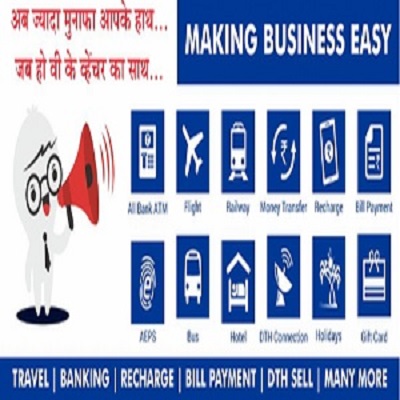 अब ज्यादा मुनाफा आपके हाथ...
जब हो वी के व्हेंचर का साथ...
MAKING BUSINESS EASY
All Bank ATM
Flight
Railway
Money Transfer
Recharge
Bill Payment
AEPS
Bus
Hotel
DTH Connection
Holidays
Gift Card
TRAVEL | BANKING | RECHARGE | BILL PAYMENT | DTH SELL | MANY MORE